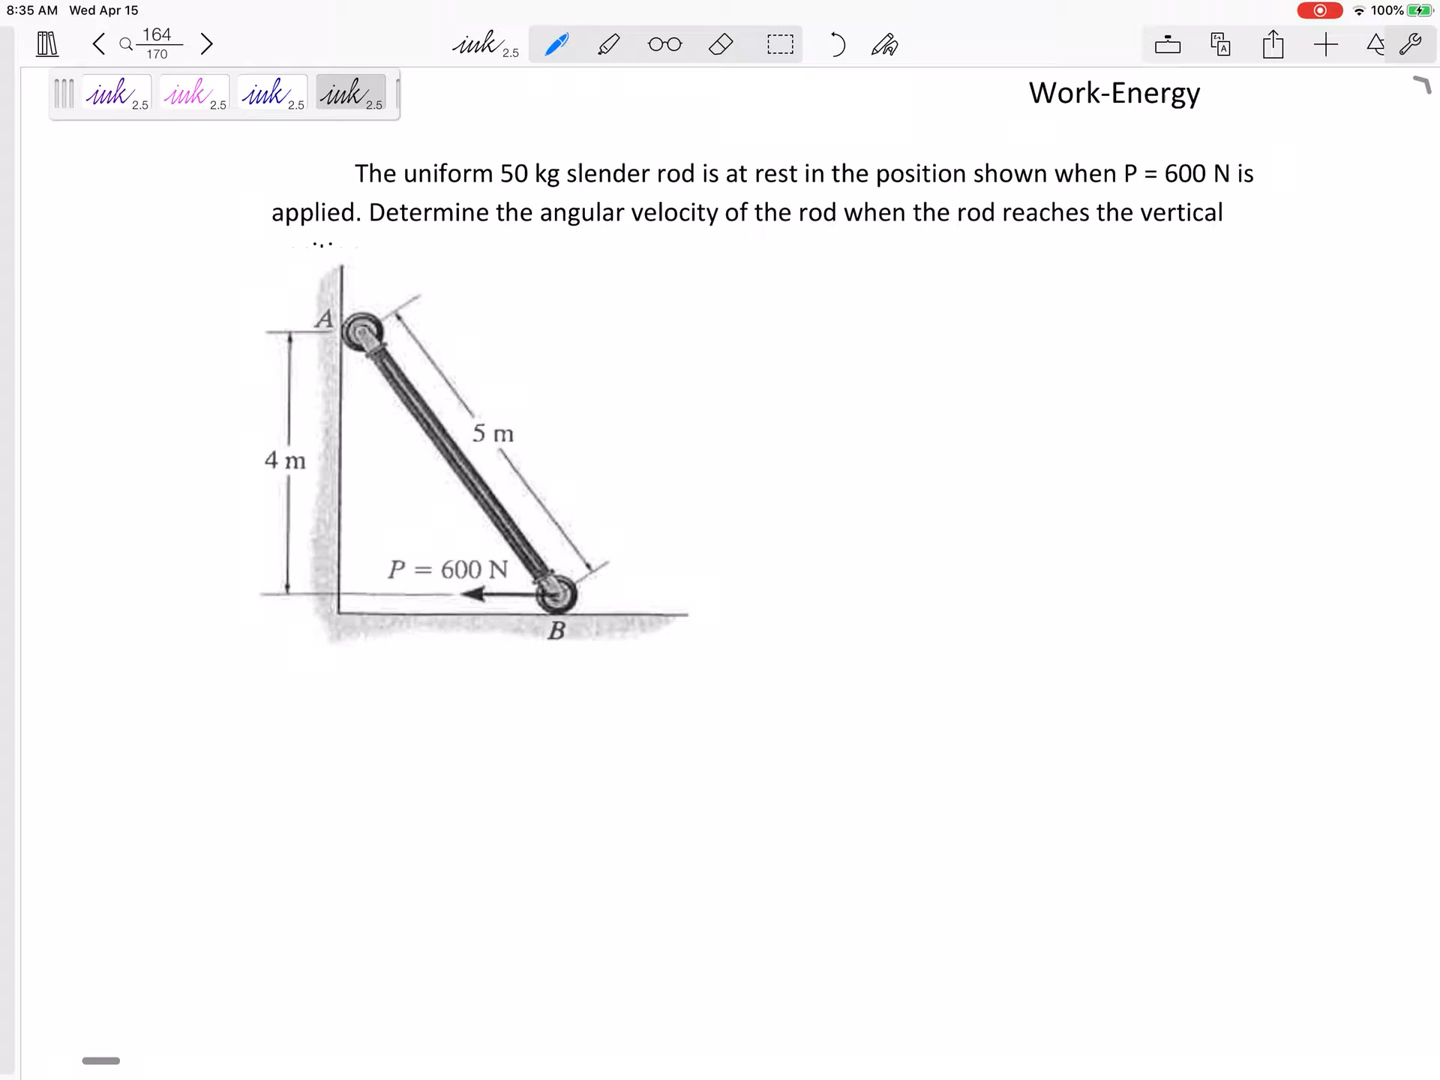 8:35 AM Wed Apr 15
100%
164
170
ink 2.5
ink 2.5
ink 2.5
ink 2.5
ink 2.5
Work-Energy
The uniform 50 kg slender rod is at rest in the position shown when P = 600 N is
applied. Determine the angular velocity of the rod when the rod reaches the vertical
A
5 m
4 m
P = 600 N
B